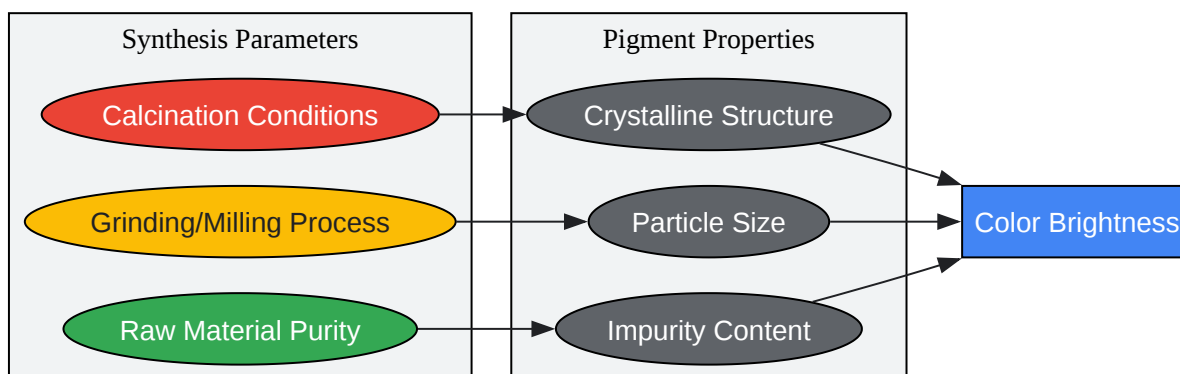 Synthesis Parameters
Pigment Properties
Calcination Conditions
Crystalline Structure
Grinding/Milling Process
Particle Size
Color Brightness
Raw Material Purity
Impurity Content